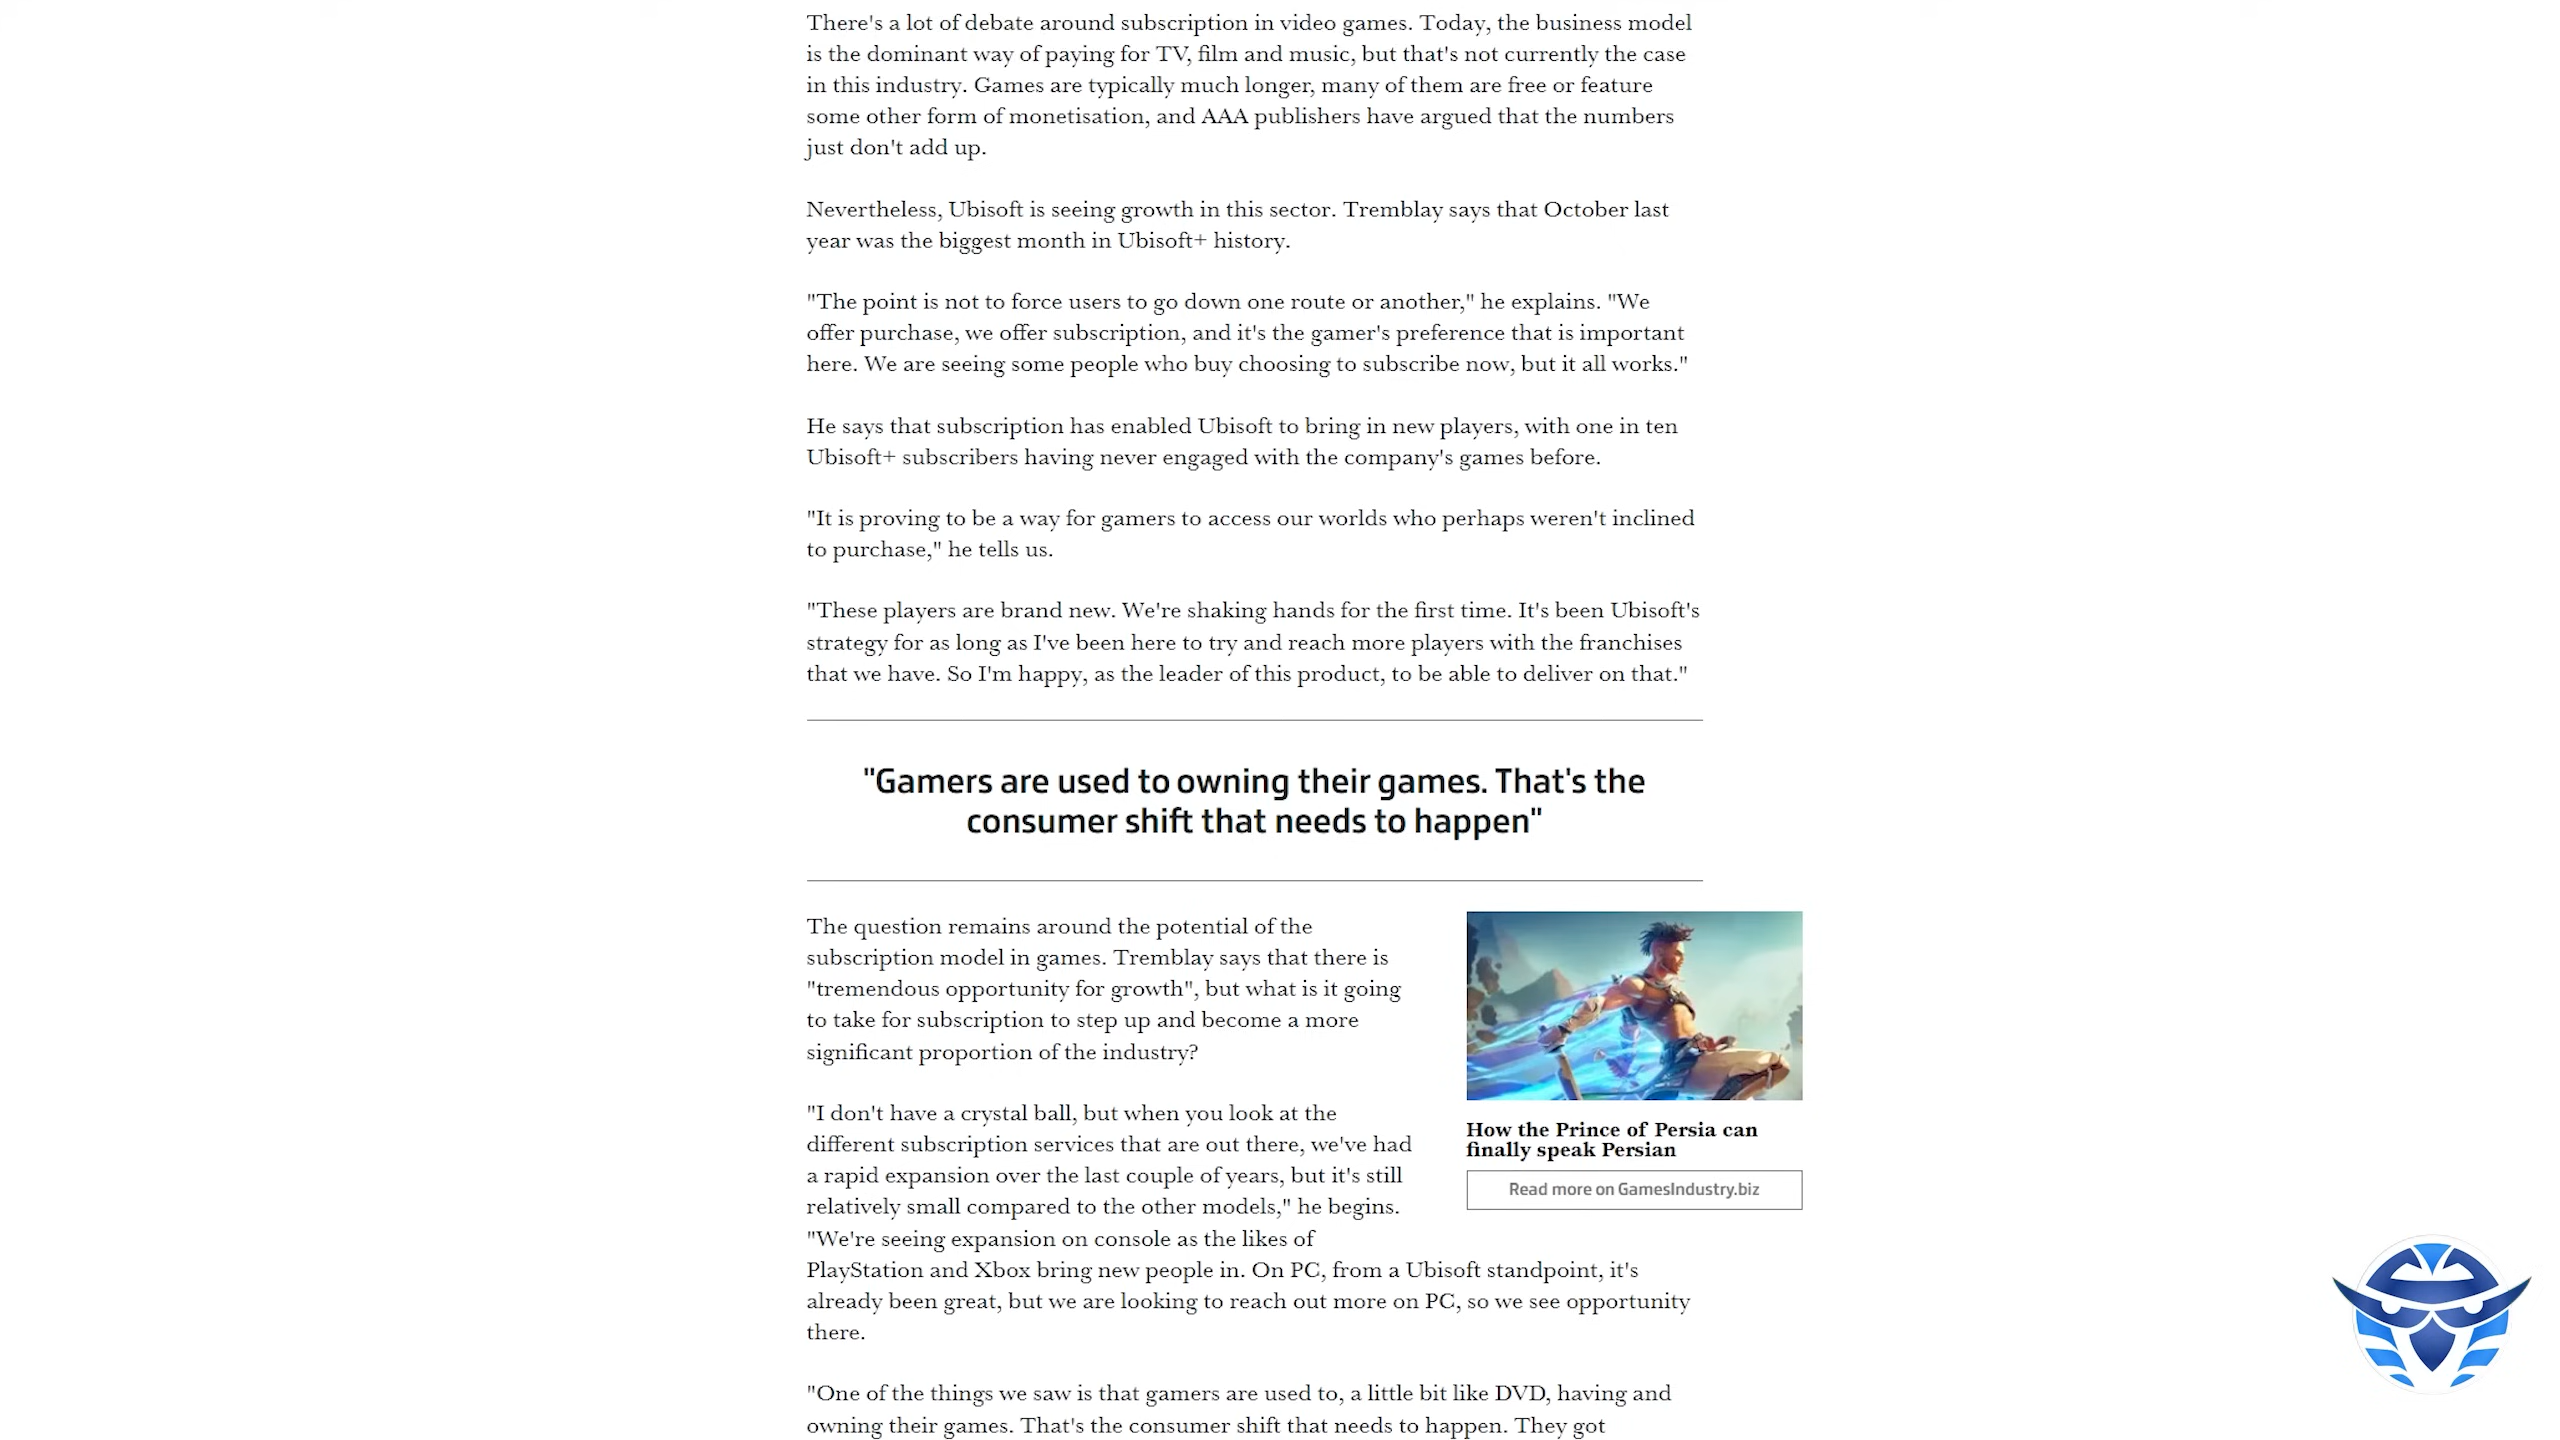 There's a lot of debate around subscription in video games. Today, the business model
is the dominant way of paying for TV, film and music, but that's not currently the case
in this industry. Games are typically much longer, many of them are free or feature
some other form of monetisation, and AAA publishers have argued that the numbers
just don't add up.
Nevertheless, Ubisoft is seeing growth in this sector. Tremblay says that October last
year was the biggest month in Ubisoft+ history.
"The point is not to force users to go down one route or another," he explains. "We
offer purchase, we offer subscription, and it's the gamer's preference that is important
here. We are seeing some people who buy choosing to subscribe now, but it all works."
He says that subscription has enabled Ubisoft to bring in new players, with one in ten
Ubisoft+ subscribers having never engaged with the company's games before.
"It is proving to be a way for gamers to access our worlds who perhaps weren't inclined
to purchase," he tells us.
"These players are brand new. We're shaking hands for the first time. It's been Ubisoft's
strategy for as long as I've been here to try and reach more players with the franchises
that we have. So I'm happy, as the leader of this product, to be able to deliver on that."
"Gamers are used to owning their games. That's the
consumer shift that needs to happen"
The question remains around the potential of the
subscription model in games. Tremblay says that there is
"tremendous opportunity for growth", but what is it going
to take for subscription to step up and become a more
significant proportion of the industry?
"I don't have a crystal ball, but when you look at the
different subscription services that are out there, we've had
a rapid expansion over the last couple of years, but it's still
relatively small compared to the other models," he begins.
"We're seeing expansion on console as the likes of
PlayStation and Xbox bring new people in. On PC, from a Ubisoft standpoint, it's
already been great, but we are looking to reach out more on PC, so we see opportunity
there.
"One of the things we saw is that gamers are used to, a little bit like DVD, having and
owning their games. That's the consumer shift that needs to happen. They got
How the Prince of Persia can
finally speak Persian
Read more on GamesIndustry.biz